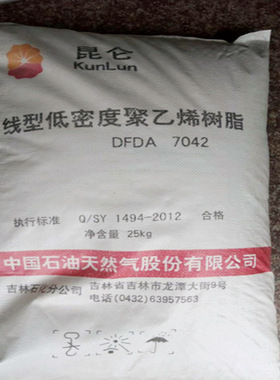 昆仑
KunLun
线型低密度聚乙烯树脂
DFDA 7042
执行标准 Q/SY 1494-2012 合格
净含量 25kg
中国石油天然气股份有限公司
吉林石化分公司 吉林省吉林市龙潭大街9号
电话(0432)63957563